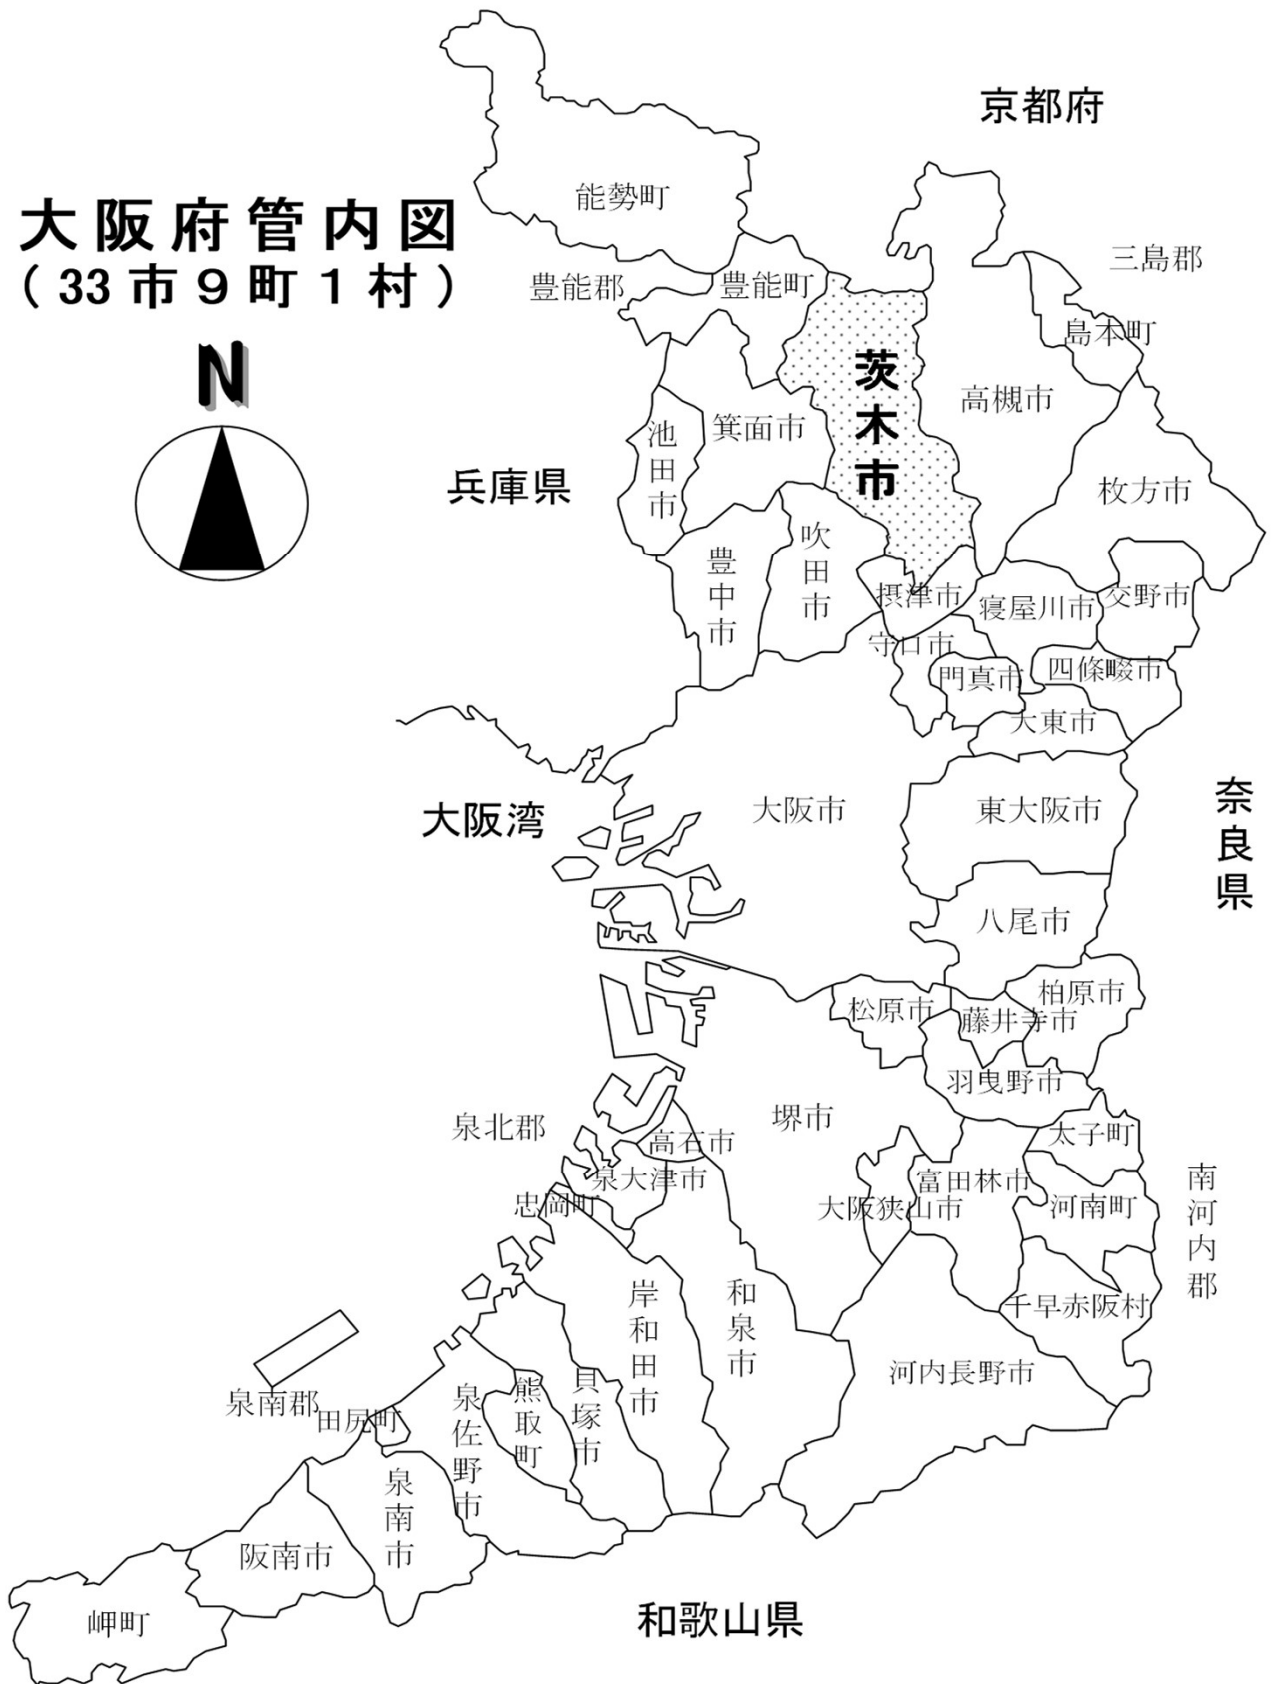 京都府
大阪府管内図
(33市9町1村)
N
能勢町
豊能郡
豊能町
三島郡
島本町
茨木市
高槻市
箕面市
池田市
兵庫県
枚方市
吹田市
豊中市
摂津市
寝屋川市
交野市
守口市
門真市
四條畷市
大東市
大阪湾
大阪市
東大阪市
奈良県
八尾市
松原市
藤井寺市
柏原市
羽曳野市
泉北郡
堺市
高石市
太子町
泉大津市
忠岡町
大阪狭山市
富田林市
河南町
南河内郡
岸和田市
和泉市
千早赤阪村
河内長野市
泉南郡
田尻町
泉佐野市
熊取町
貝塚市
泉南市
阪南市
岬町
和歌山県